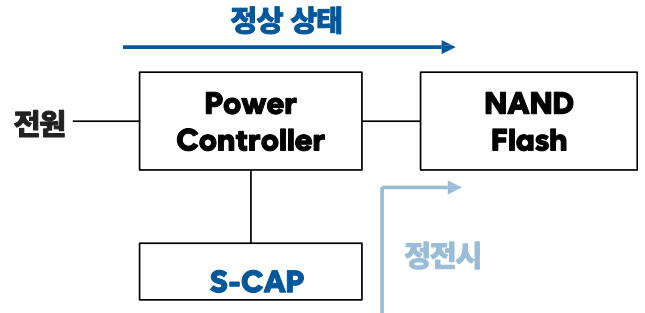 정상 상태
전원
Power
Controller
NAND
Flash
정전시
S-CAP